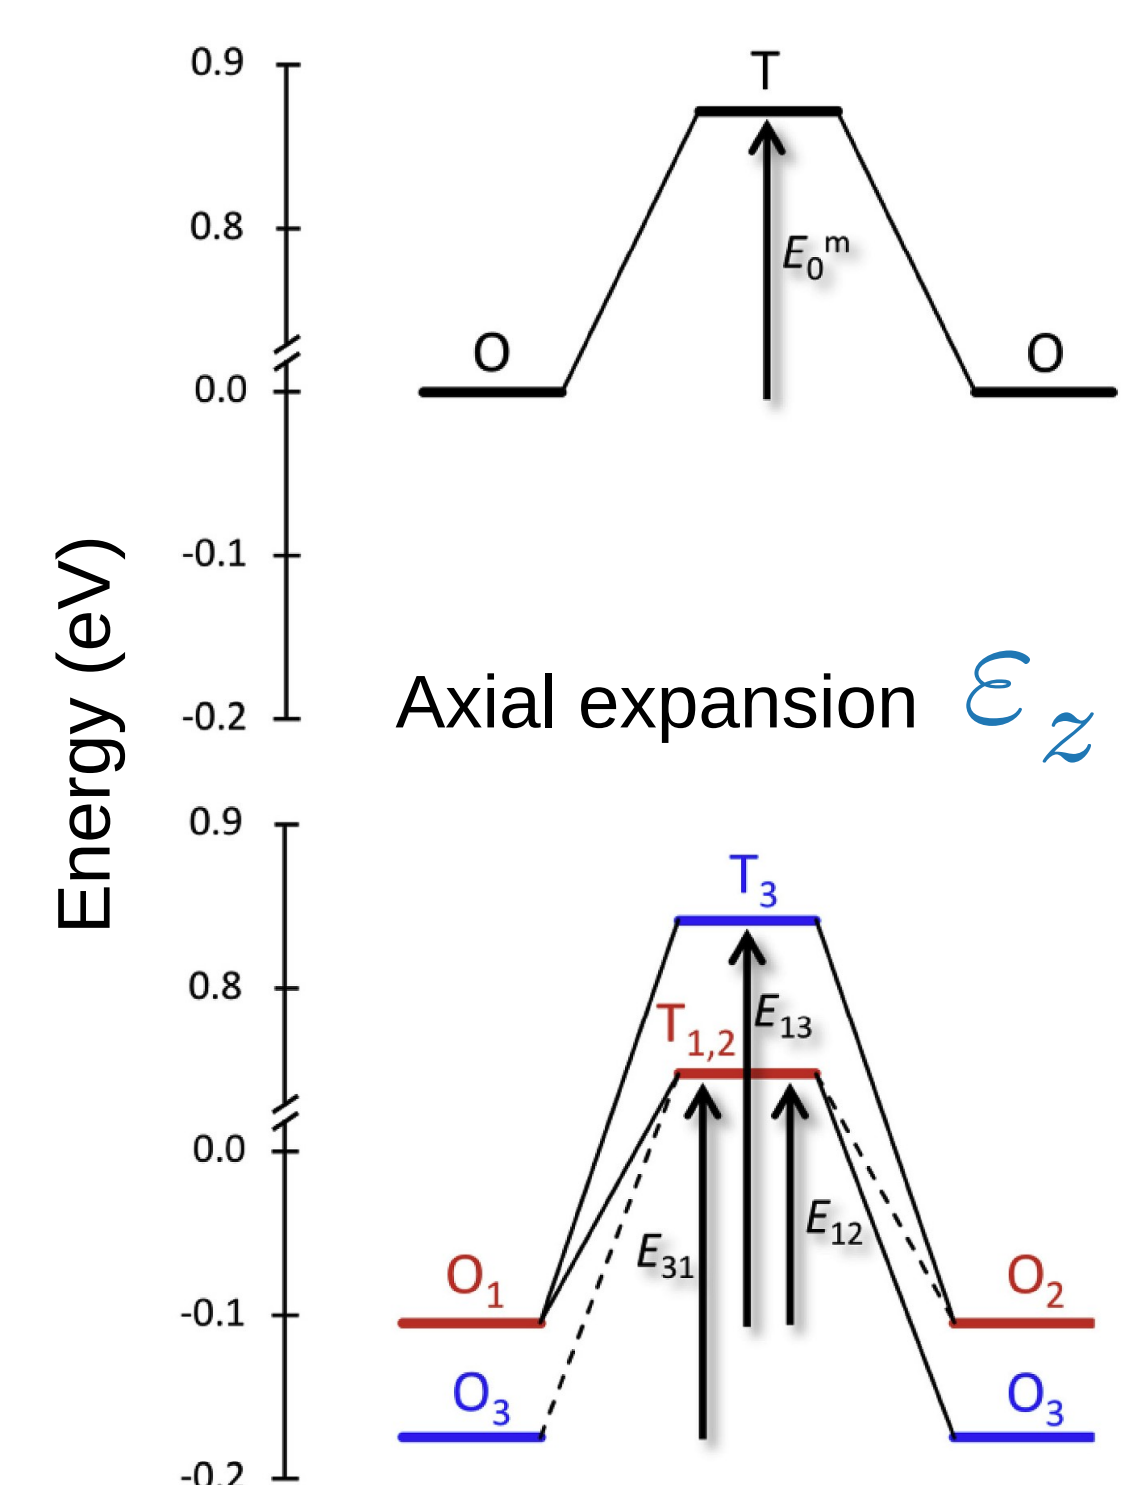 0.9
T
0.8
E₀ᵐ
O
O
0.0
-0.1
Energy (eV)
-0.2
Axial expansion ℰ_z
0.9
T₃
0.8
E₁₃
T₁,₂
0.0
E₁₂
E₃₁
O₁
O₂
-0.1
O₃
O₃
-0.2